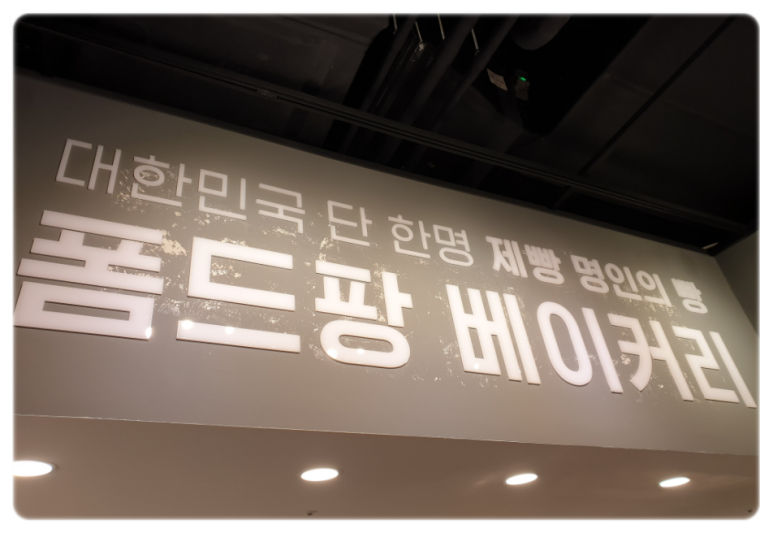 대한민국 단 한명 제빵 명인의 빵
폼드팡 베이커리